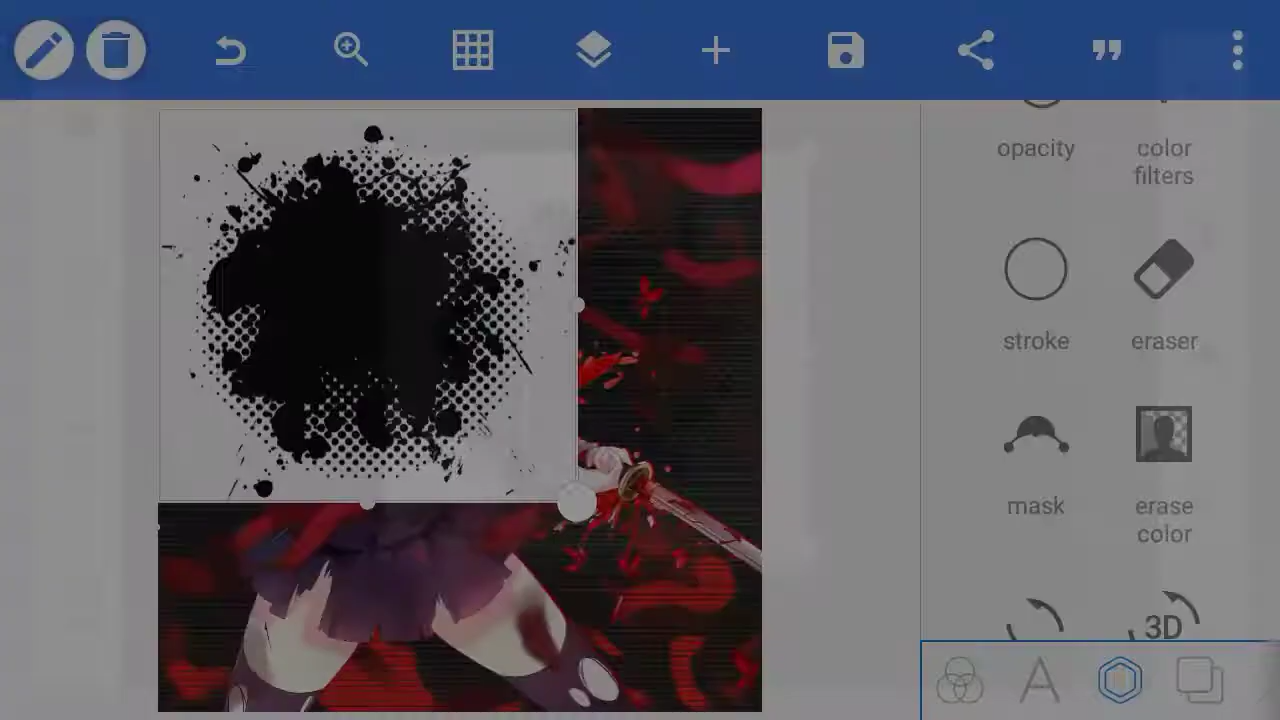 opacity
color
filters
stroke
eraser
mask
erase
color
3D
A